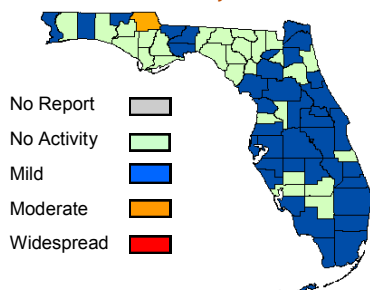 No Report
No Activity
Mild
Moderate
Widespread